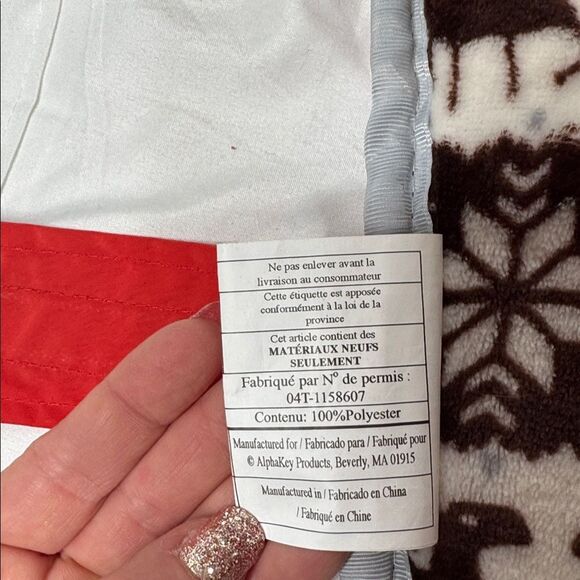 Ne pas enlever avant la
livraison au consommateur
Cette étiquette est apposée
conformément à la loi de la
province
Cet article contient des
MATÉRIAUX NEUFS
SEULEMENT
Fabriqué par Nº de permis :
04T-1158607
Contenu: 100%Polyester
Manufactured for / Fabricado para / Fabriqué pour
© AlphaKey Products, Beverly, MA 01915
Manufactured in / Fabricado en China
/ Fabriqué en Chine